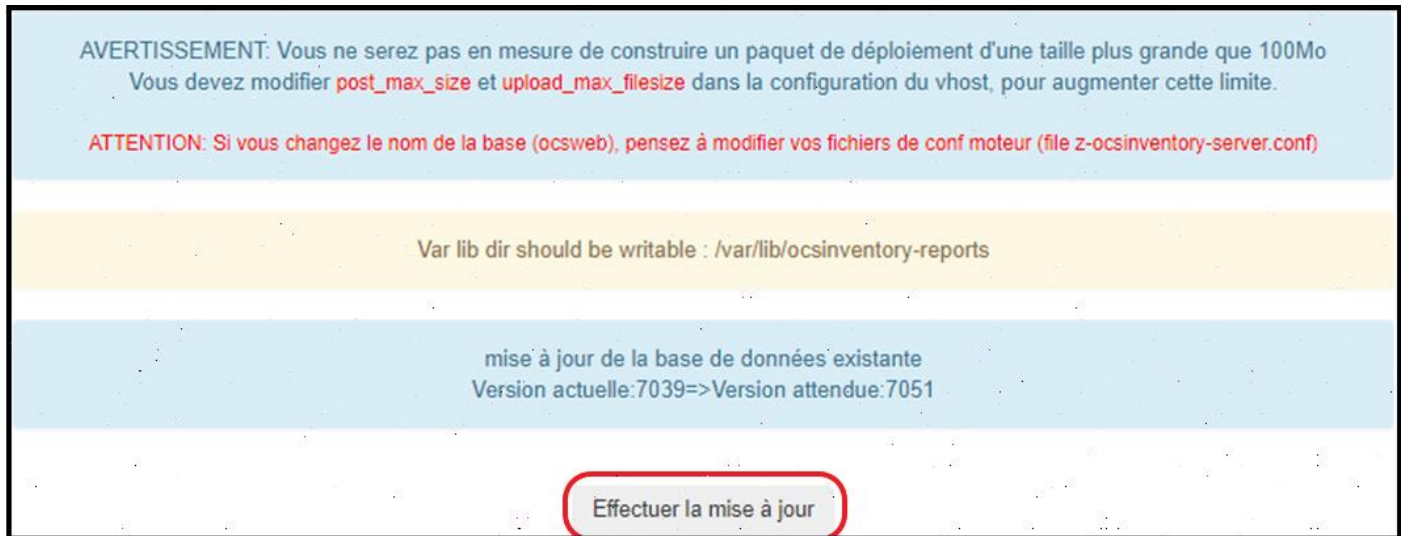 AVERTISSEMENT: Vous ne serez pas en mesure de construire un paquet de déploiement d'une taille plus grande que 100Mo
Vous devez modifier post_max_size et upload_max_filesize dans la configuration du vhost, pour augmenter cette limite.
ATTENTION: Si vous changez le nom de la base (ocsweb), pensez à modifier vos fichiers de conf moteur (file z-ocsinventory-server.conf)
Var lib dir should be writable : /var/lib/ocsinventory-reports
mise à jour de la base de données existante
Version actuelle:7039=>Version attendue:7051
Effectuer la mise à jour